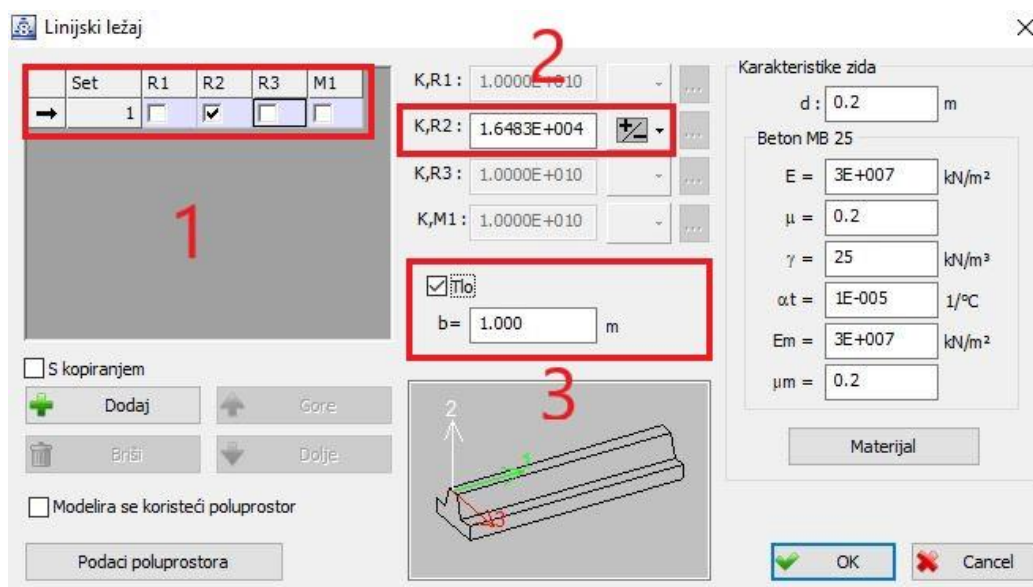 Linijski ležaj
2
Set R1 R2 R3 M1
1
1
K,R1 : 1.0000E+010 ...
K,R2 : 1.6483E+004 +/- ...
K,R3 : 1.0000E+010 ...
K,M1 : 1.0000E+010 ...
Tlo
b= 1.000 m
3
Karakteristike zida
d : 0.2 m
Beton MB 25
E = 3E+007 kN/m²
μ = 0.2
γ = 25 kN/m³
αt = 1E-005 1/°C
Em = 3E+007 kN/m²
μm = 0.2
Materijal
S kopiranjem
Dodaj Gore
Briši Dolje
Modelira se koristeći poluprostor
Podaci poluprostora
2
1
3
OK Cancel